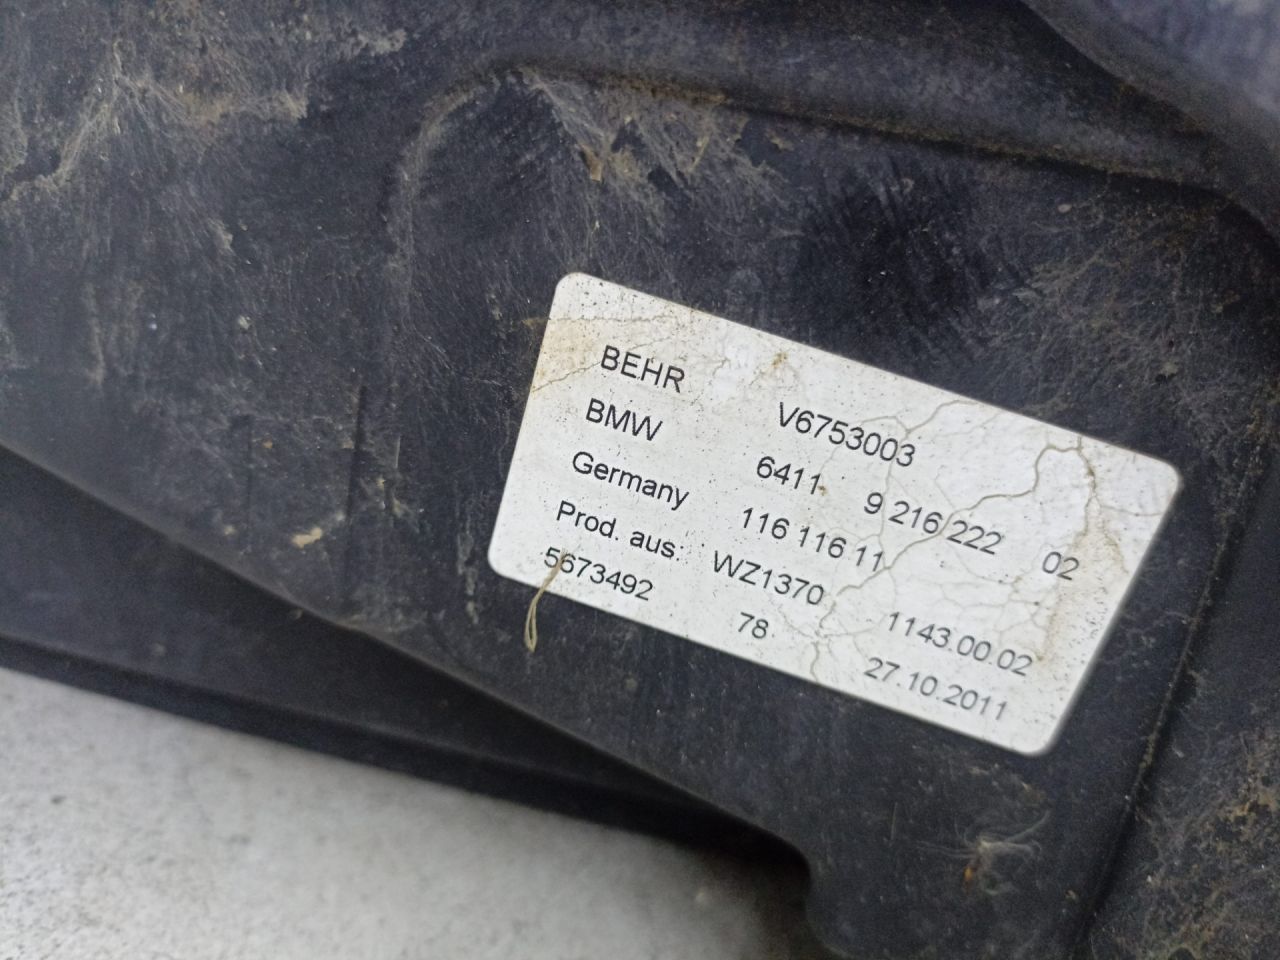 BEHR V6753003
BMW 6411 9 216 222 02
Germany 116 116 11
Prod. aus: WZ1370 1143.00.02
5673492 78 27.10.2011